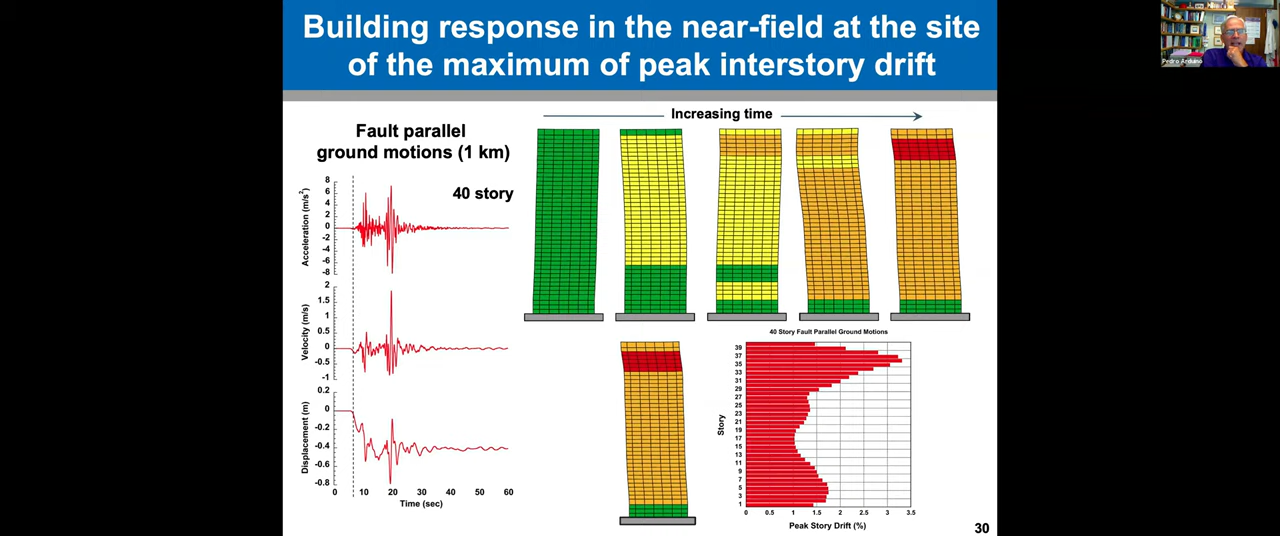 Building response in the near-field at the site
of the maximum of peak interstory drift
Increasing time
Fault parallel
ground motions (1 km)
40 story
Acceleration (m/s²)
8
6
4
2
0
-2
-4
-6
-8
Velocity (m/s)
2
1.5
1
0.5
0
-0.5
-1
Displacement (m)
0.2
0
-0.4
-0.6
-0.8
0 10 20 30 40 50 60
Time (sec)
40 Story Fault Parallel Ground Motions
Story
39
37
35
33
31
29
27
25
23
21
19
17
15
13
11
9
7
5
3
1
0 0.5 1 1.5 2 2.5 3 3.5
Peak Story Drift (%)
30
Pedro Arduino